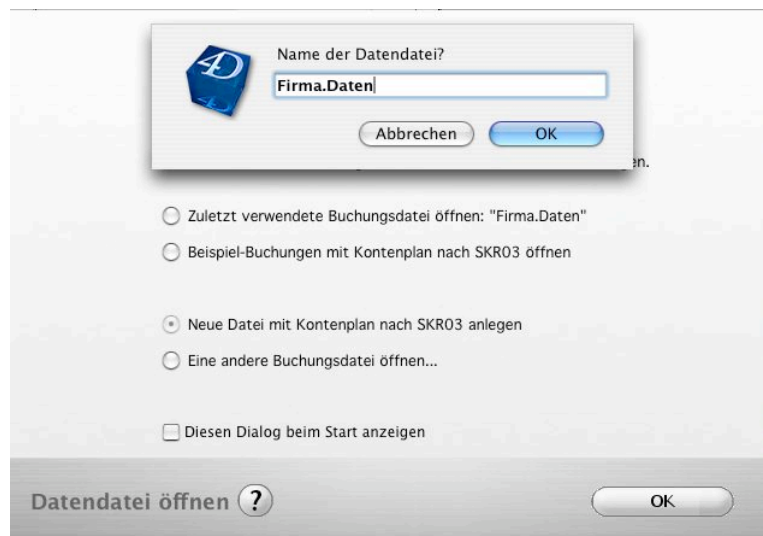 4D
Name der Datendatei?
Firma.Daten
Abbrechen
OK
en.
Zuletzt verwendete Buchungsdatei öffnen: "Firma.Daten"
Beispiel-Buchungen mit Kontenplan nach SKR03 öffnen
Neue Datei mit Kontenplan nach SKR03 anlegen
Eine andere Buchungsdatei öffnen...
Diesen Dialog beim Start anzeigen
Datendatei öffnen ?
OK